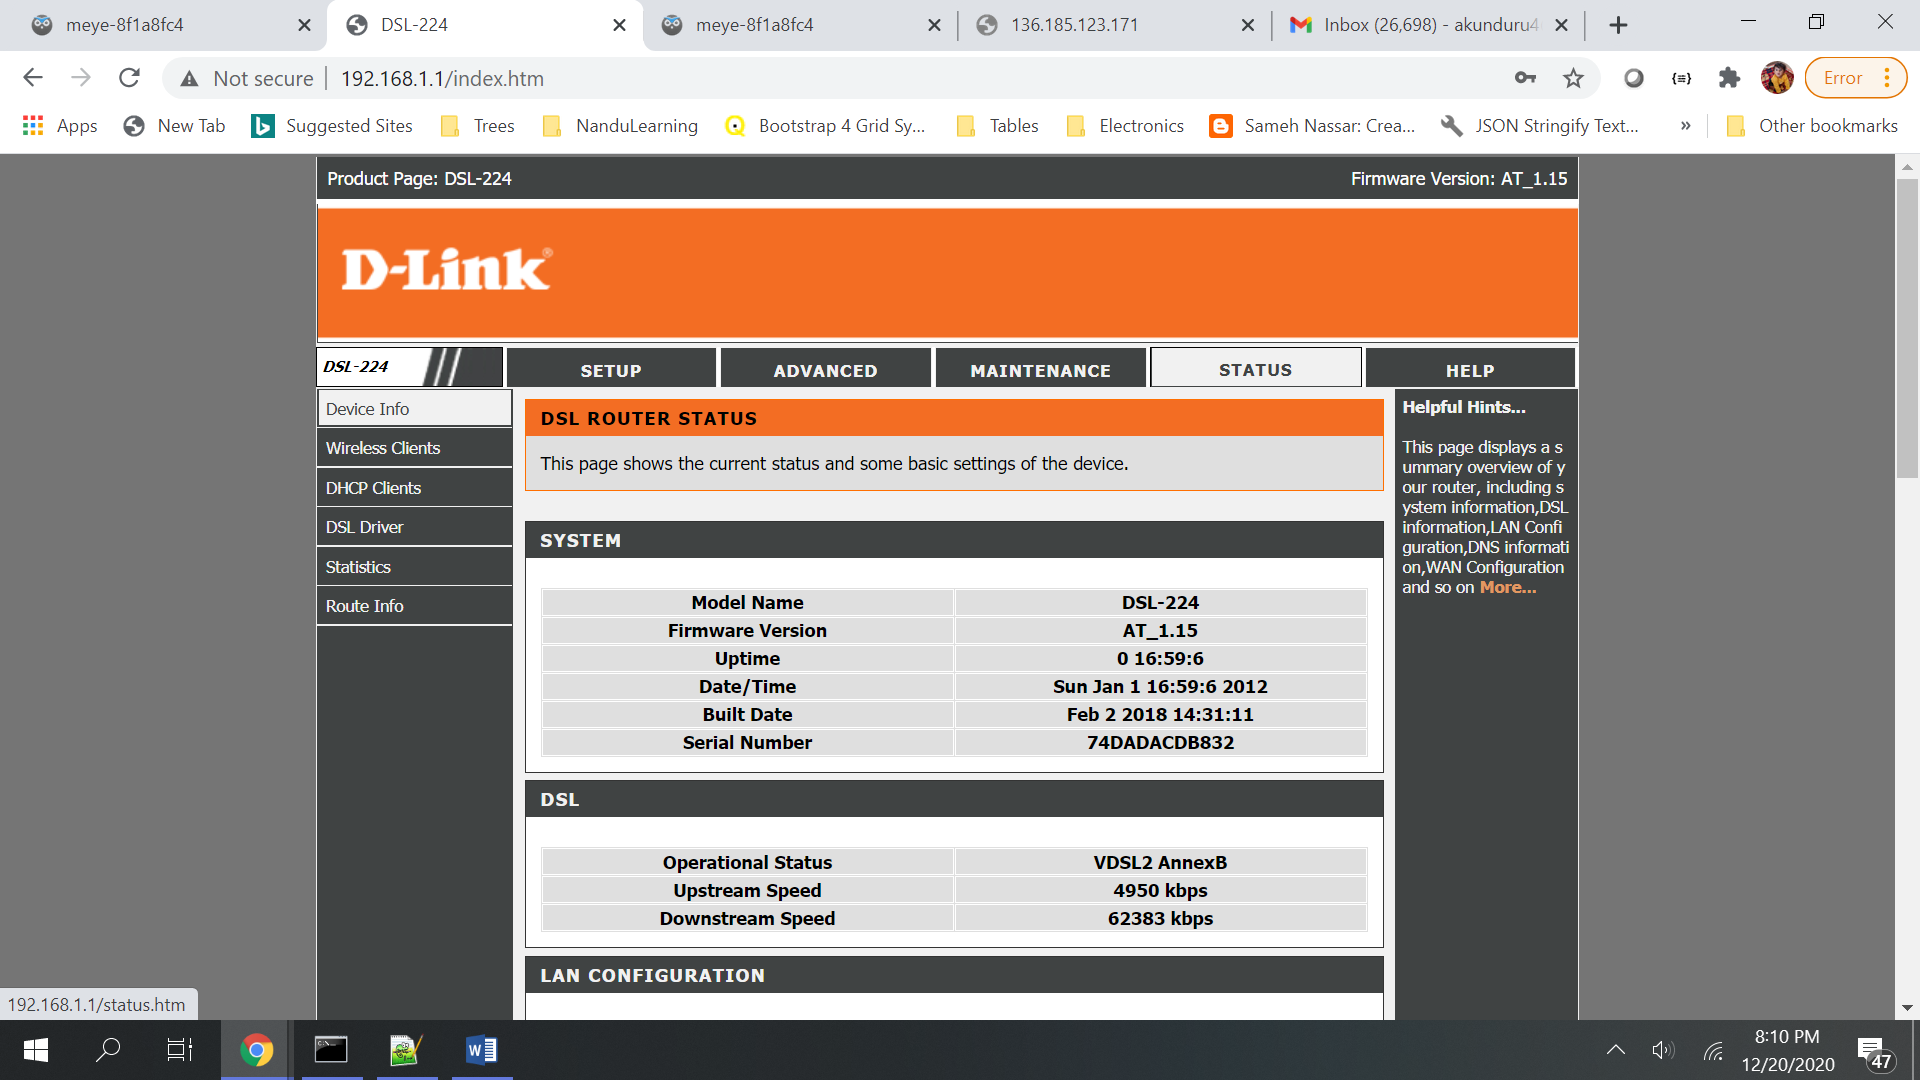 meye-8f1a8fc4
DSL-224
meye-8f1a8fc4
136.185.123.171
Inbox (26,698) - akunduru4
Not secure
192.168.1.1/index.htm
Error
Apps
New Tab
Suggested Sites
Trees
NanduLearning
Bootstrap 4 Grid Sy...
Tables
Electronics
Sameh Nassar: Crea...
JSON Stringify Text...
»
Other bookmarks
Product Page: DSL-224
Firmware Version: AT_1.15
D-Link®
DSL-224
SETUP
ADVANCED
MAINTENANCE
STATUS
HELP
Device Info
Wireless Clients
DHCP Clients
DSL Driver
Statistics
Route Info
DSL ROUTER STATUS
This page shows the current status and some basic settings of the device.
SYSTEM
Model Name DSL-224
Firmware Version AT_1.15
Uptime 0 16:59:6
Date/Time Sun Jan 1 16:59:6 2012
Built Date Feb 2 2018 14:31:11
Serial Number 74DADACDB832
DSL
Operational Status VDSL2 AnnexB
Upstream Speed 4950 kbps
Downstream Speed 62383 kbps
LAN CONFIGURATION
Helpful Hints...
This page displays a s
ummary overview of y
our router, including s
ystem information,DSL
information,LAN Confi
guration,DNS informati
on,WAN Configuration
and so on More...
192.168.1.1/status.htm
8:10 PM
12/20/2020
47